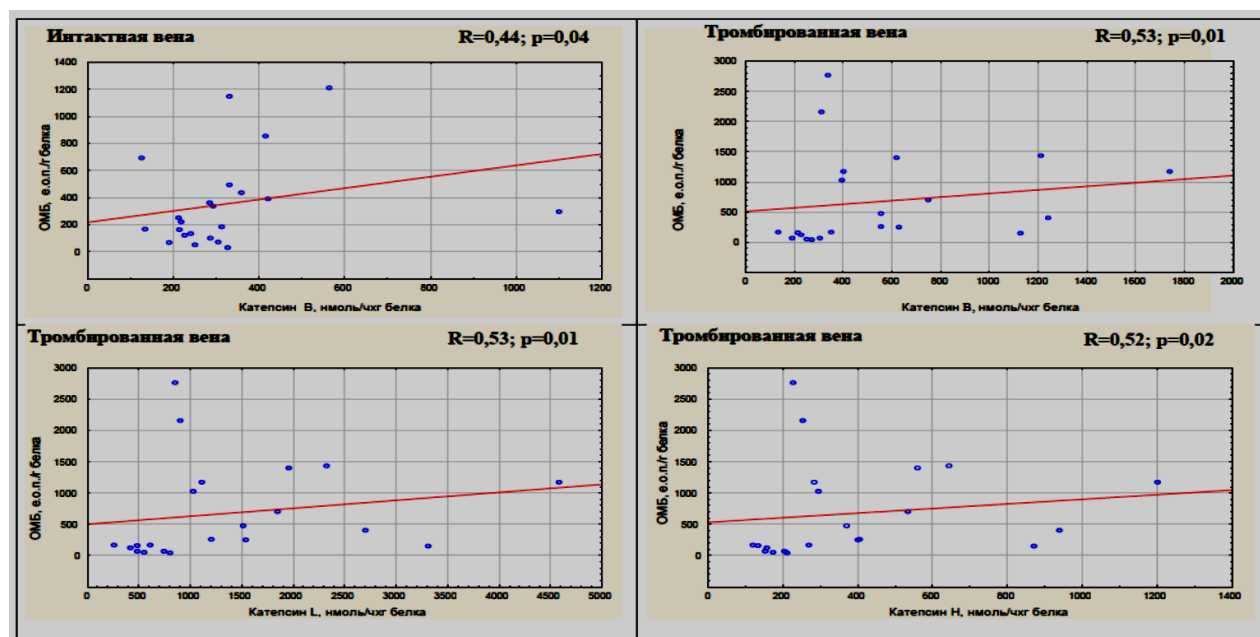 Интактная вена R=0,44; p=0,04
1400
1200
1000
800
600
400
200
0
ОМБ, е.о.п./г белка
0 200 400 600 800 1000 1200
Катепсин В, нмоль/чхг белка
Тромбированная вена R=0,53; p=0,01
3000
2500
2000
1500
1000
500
0
ОМБ, е.о.п./г белка
0 200 400 600 800 1000 1200 1400 1600 1800 2000
Катепсин В, нмоль/чхг белка
Тромбированная вена R=0,53; p=0,01
3000
2500
2000
1500
1000
500
0
ОМБ, е.о.п./г белка
0 500 1000 1500 2000 2500 3000 3500 4000 4500 5000
Катепсин L, нмоль/чхг белка
Тромбированная вена R=0,52; p=0,02
3000
2500
2000
1500
1000
500
0
ОМБ, е.о.п./г белка
0 200 400 600 800 1000 1200 1400
Катепсин Н, нмоль/чхг белка